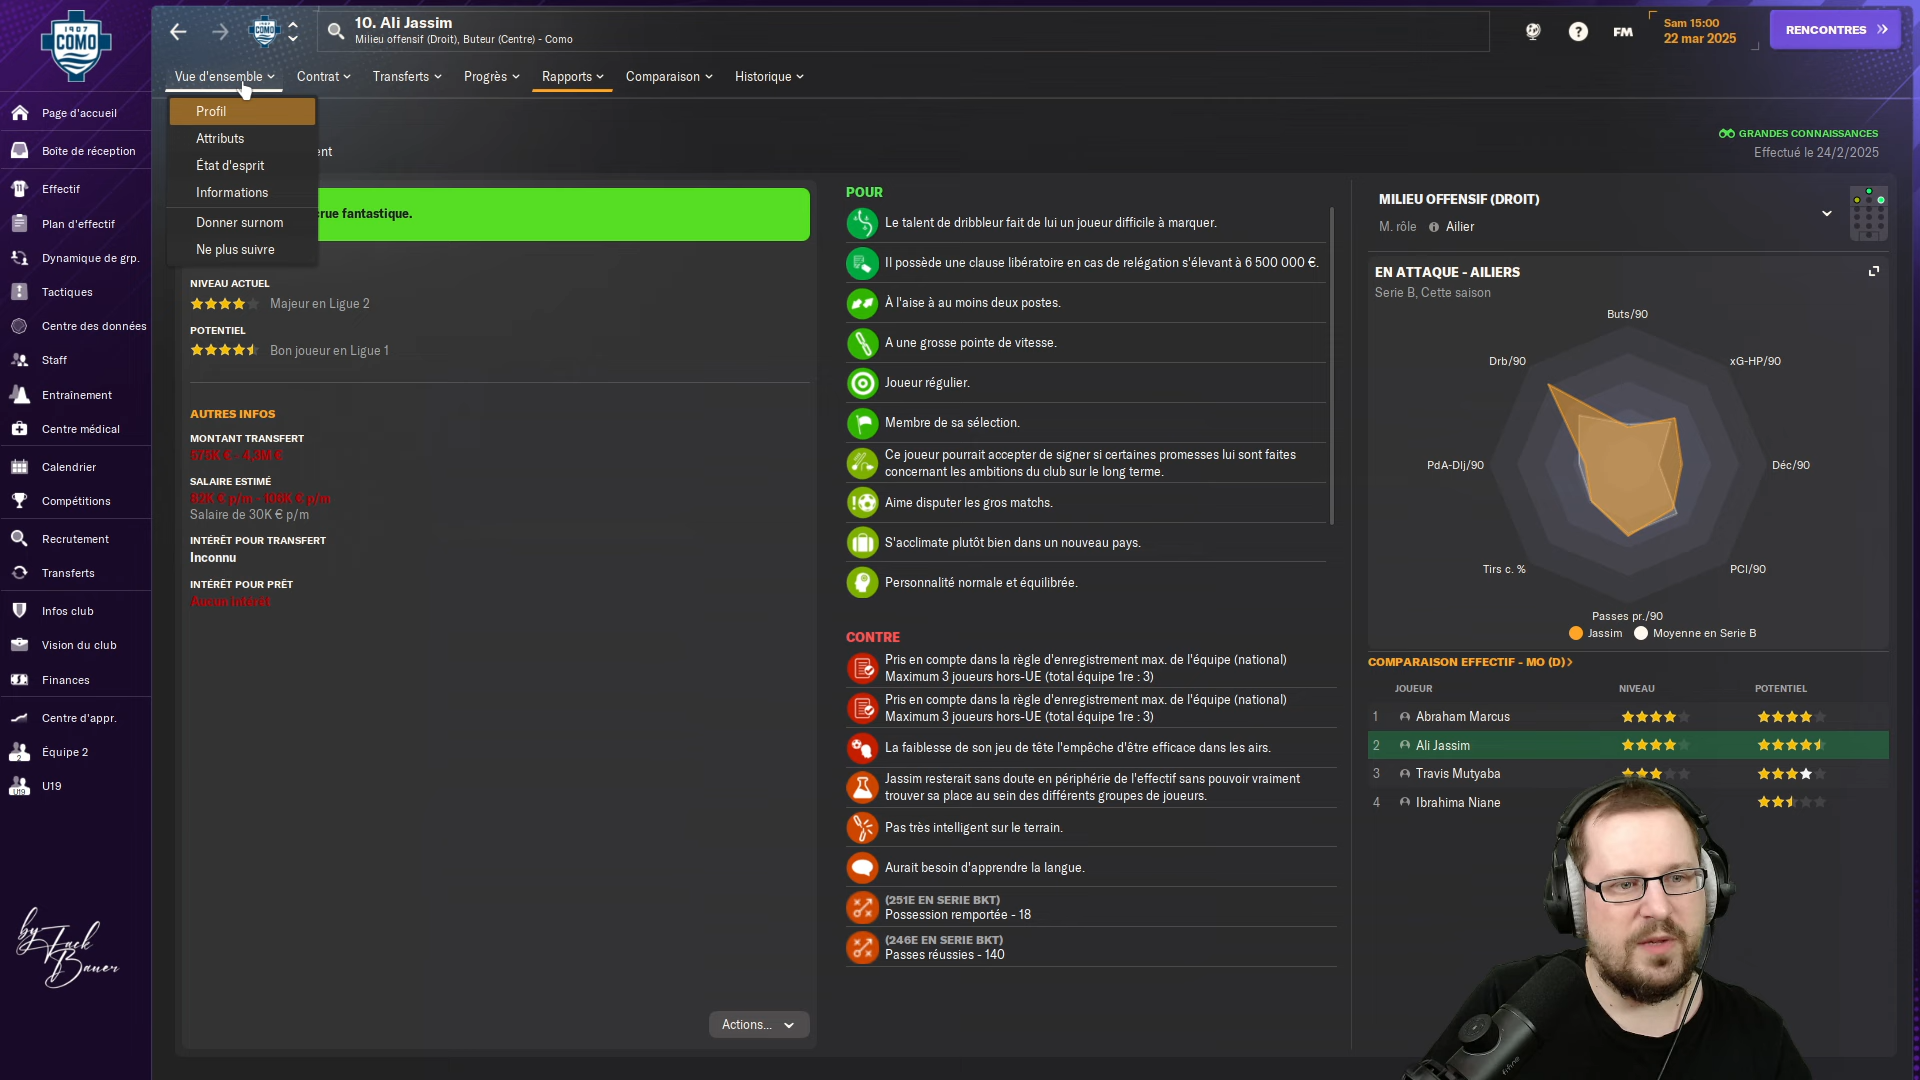 1907
COMO
10. Ali Jassim
Milieu offensif (Droit), Buteur (Centre) - Como
FM
Sam 15:00
22 mar 2025
RENCONTRES
Vue d'ensemble
Contrat
Transferts
Progrès
Rapports
Comparaison
Historique
Profil
Attributs
État d'esprit
Informations
Donner surnom
Ne plus suivre
Page d'accueil
Boîte de réception
Effectif
Plan d'effectif
Dynamique de grp.
Tactiques
Centre des données
Staff
Entraînement
Centre médical
Calendrier
Compétitions
Recrutement
Transferts
Infos club
Vision du club
Finances
Centre d'appr.
Équipe 2
U19
by Jack Bauer
ent
GRANDES CONNAISSANCES
Effectué le 24/2/2025
crue fantastique.
NIVEAU ACTUEL
Majeur en Ligue 2
POTENTIEL
Bon joueur en Ligue 1
AUTRES INFOS
MONTANT TRANSFERT
575K € - 4,3M €
SALAIRE ESTIMÉ
Salaire de 30K € p/m
INTÉRÊT POUR TRANSFERT
Inconnu
INTÉRÊT POUR PRÊT
Aucun intérêt
Actions...
POUR
Le talent de dribbleur fait de lui un joueur difficile à marquer.
Il possède une clause libératoire en cas de relégation s'élevant à 6 500 000 €.
À l'aise à au moins deux postes.
A une grosse pointe de vitesse.
Joueur régulier.
Membre de sa sélection.
Ce joueur pourrait accepter de signer si certaines promesses lui sont faites
concernant les ambitions du club sur le long terme.
Aime disputer les gros matchs.
S'acclimate plutôt bien dans un nouveau pays.
Personnalité normale et équilibrée.
CONTRE
Pris en compte dans la règle d'enregistrement max. de l'équipe (national)
Maximum 3 joueurs hors-UE (total équipe 1re : 3)
Pris en compte dans la règle d'enregistrement max. de l'équipe (national)
Maximum 3 joueurs hors-UE (total équipe 1re : 3)
La faiblesse de son jeu de tête l'empêche d'être efficace dans les airs.
Jassim resterait sans doute en périphérie de l'effectif sans pouvoir vraiment
trouver sa place au sein des différents groupes de joueurs.
Pas très intelligent sur le terrain.
Aurait besoin d'apprendre la langue.
(251E EN SERIE BKT)
Possession remportée - 18
(246E EN SERIE BKT)
Passes réussies - 140
MILIEU OFFENSIF (DROIT)
M. rôle
Ailier
EN ATTAQUE - AILIERS
Serie B, Cette saison
Buts/90
Drb/90
xG-HP/90
PdA-DIj/90
Déc/90
Tirs c. %
PCI/90
Passes pr./90
Jassim
Moyenne en Serie B
COMPARAISON EFFECTIF - MO (D)>
JOUEUR
NIVEAU
POTENTIEL
1 Abraham Marcus
2 Ali Jassim
3 Travis Mutyaba
4 Ibrahima Niane